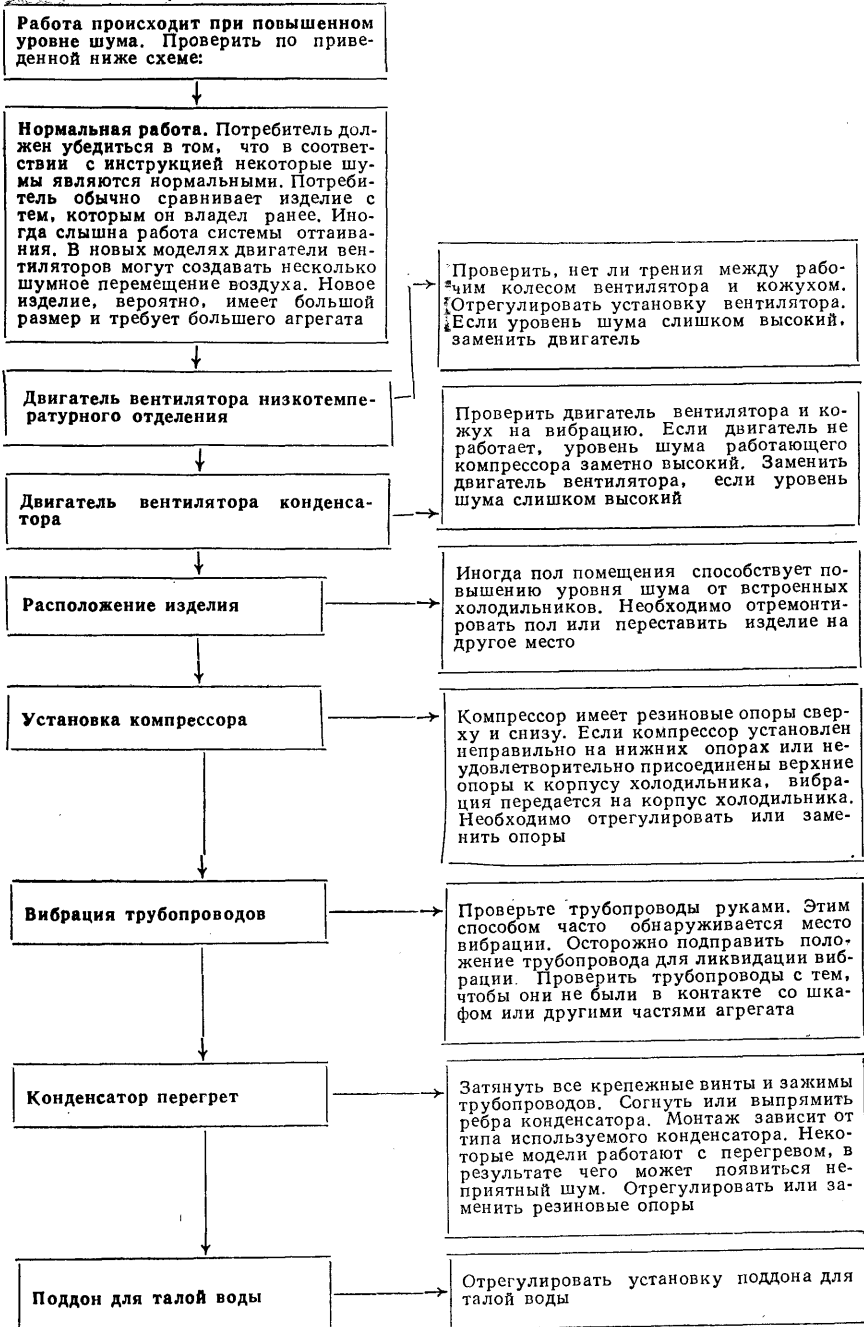 Работа происходит при повышенном
уровне шума. Проверить по приве-
денной ниже схеме:
Нормальная работа. Потребитель дол-
жен убедиться в том, что в соответ-
ствии с инструкцией некоторые шу-
мы являются нормальными. Потреби-
тель обычно сравнивает изделие с
тем, которым он владел ранее. Ино-
гда слышна работа системы оттаива-
ния. В новых моделях двигатели вен-
тиляторов могут создавать несколько
шумное перемещение воздуха. Новое
изделие, вероятно, имеет большой
размер и требует большего агрегата
Двигатель вентилятора низкотемпе-
ратурного отделения
Проверить, нет ли трения между рабо-
чим колесом вентилятора и кожухом.
Отрегулировать установку вентилятора.
Если уровень шума слишком высокий,
заменить двигатель
Двигатель вентилятора конденса-
тора
Проверить двигатель вентилятора и ко-
жух на вибрацию. Если двигатель не
работает, уровень шума работающего
компрессора заметно высокий. Заменить
двигатель вентилятора, если уровень
шума слишком высокий
Расположение изделия
Иногда пол помещения способствует по-
вышению уровня шума от встроенных
холодильников. Необходимо отремонти-
ровать пол или переставить изделие на
другое место
Установка компрессора
Компрессор имеет резиновые опоры свер-
ху и снизу. Если компрессор установлен
неправильно на нижних опорах или не-
удовлетворительно присоединены верхние
опоры к корпусу холодильника, вибра-
ция передается на корпус холодильника.
Необходимо отрегулировать или заме-
нить опоры
Вибрация трубопроводов
Проверьте трубопроводы руками. Этим
способом часто обнаруживается место
вибрации. Осторожно подправить поло-
жение трубопровода для ликвидации виб-
рации. Проверить трубопроводы с тем,
чтобы они не были в контакте со шка-
фом или другими частями агрегата
Конденсатор перегрет
Затянуть все крепежные винты и зажимы
трубопроводов. Согнуть или выпрямить
ребра конденсатора. Монтаж зависит от
типа используемого конденсатора. Неко-
торые модели работают с перегревом, в
результате чего может появиться не-
приятный шум. Отрегулировать или за-
менить резиновые опоры
Поддон для талой воды
Отрегулировать установку поддона для
талой воды